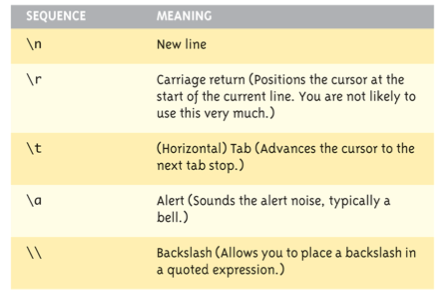 SEQUENCE MEANING
\n New line
\r Carriage return (Positions the cursor at the
start of the current line. You are not likely to
use this very much.)
\t (Horizontal) Tab (Advances the cursor to the
next tab stop.)
\a Alert (Sounds the alert noise, typically a
bell.)
\\ Backslash (Allows you to place a backslash in
a quoted expression.)